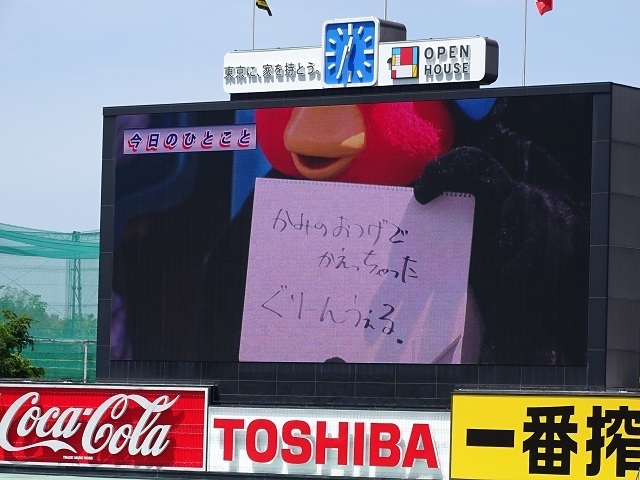 東京に、家を持とう。
OPEN
HOUSE
今日のひとこと
かみのおつげで
かえっちゃった
ぐりーんうぇる。
Coca-Cola
TOSHIBA
一番搾